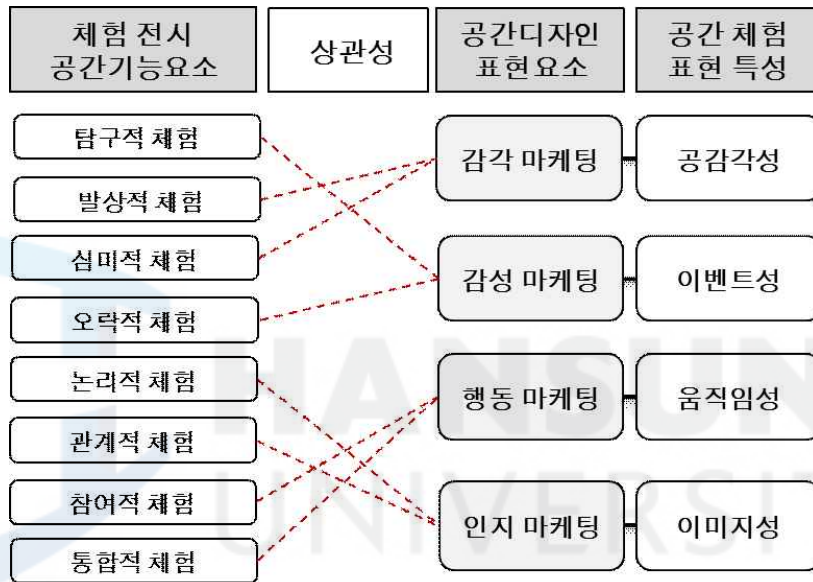 체험 전시
공간기능요소
상관성
공간디자인
표현요소
공간 체험
표현 특성
탐구적 체험
발상적 체험
심미적 체험
오락적 체험
논리적 체험
관계적 체험
참여적 체험
통합적 체험
감각 마케팅
공감각성
감성 마케팅
이벤트성
행동 마케팅
움직임성
인지 마케팅
이미지성
HANSUN
UNIVERSIT